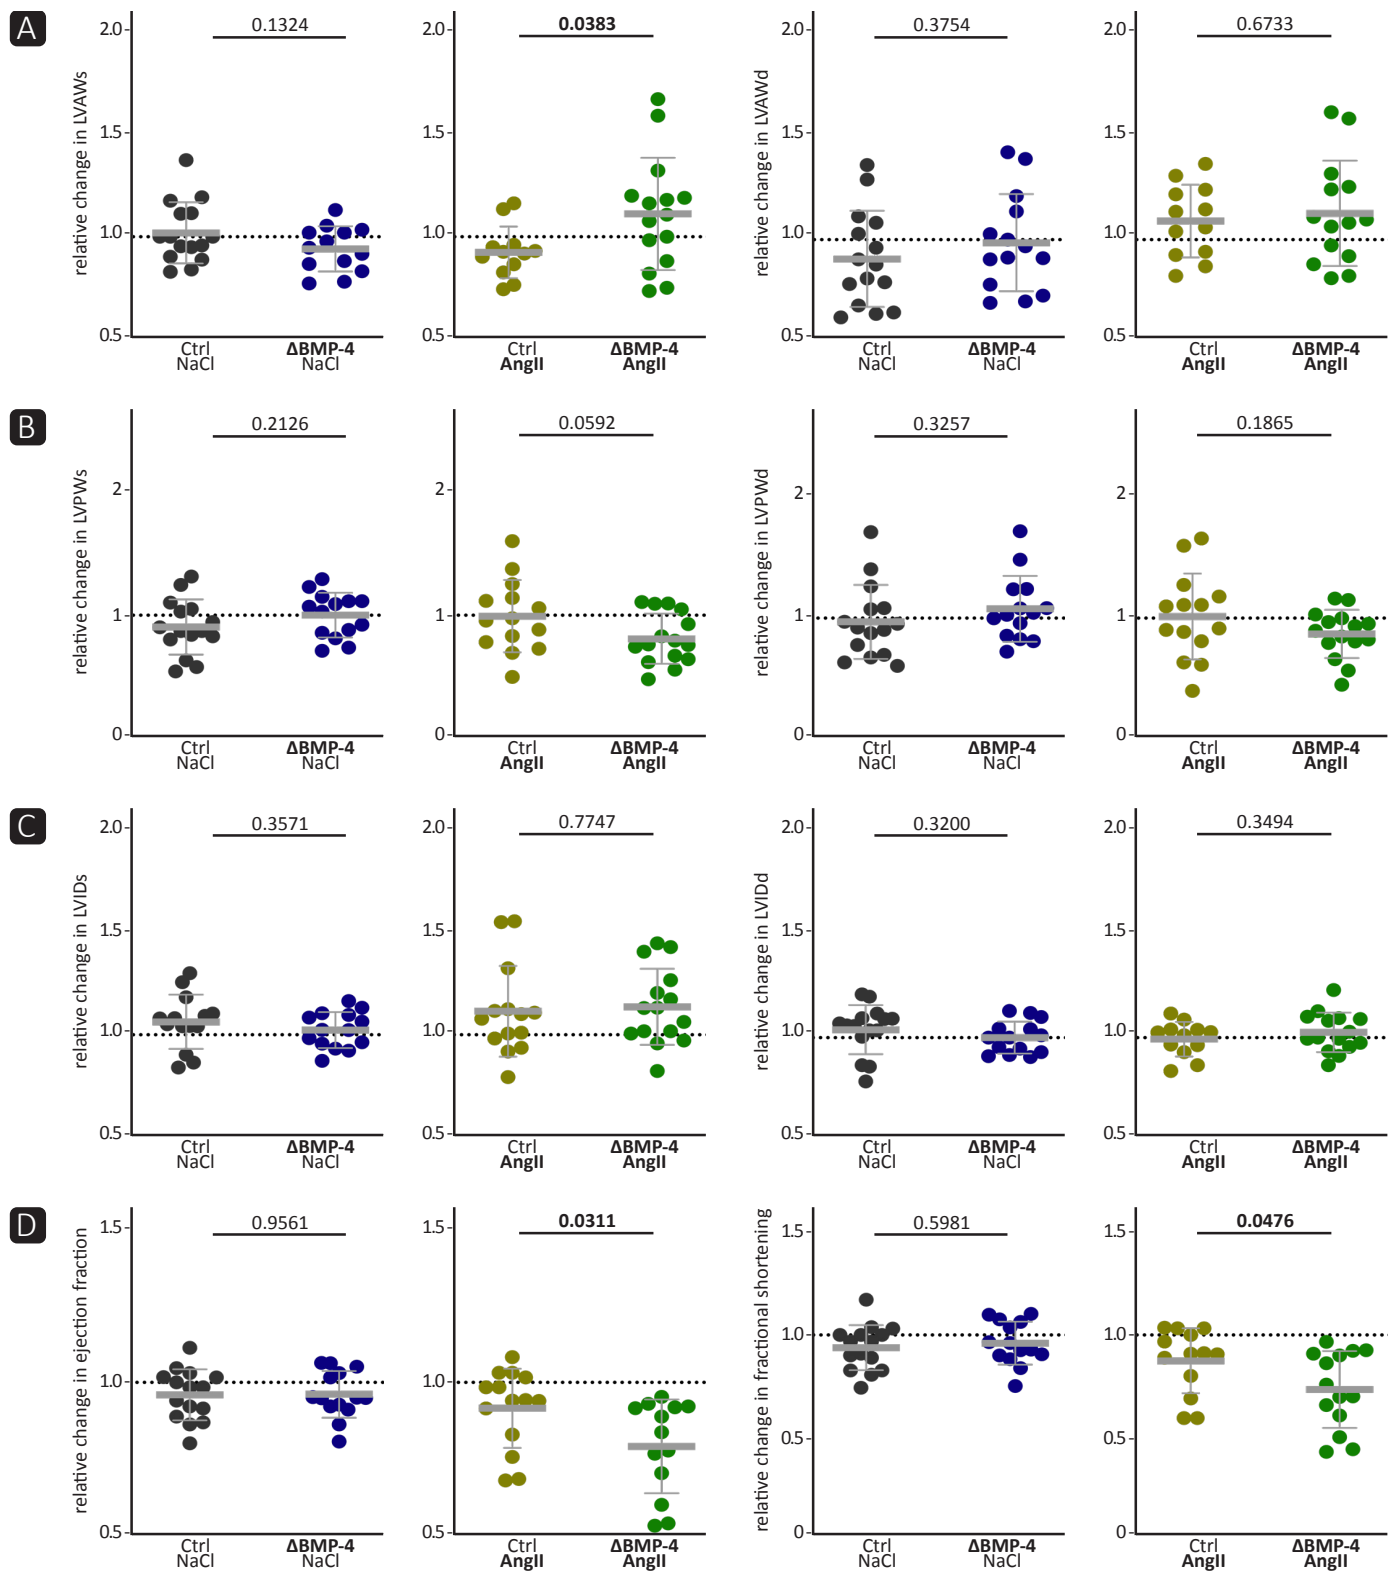 A
relative change in LVAWs
2.0
1.5
1.0
0.5
0.1324
Ctrl
NaCl
ΔBMP-4
NaCl
2.0
1.5
1.0
0.5
0.0383
Ctrl
AngII
ΔBMP-4
AngII
relative change in LVAWd
2.0
1.5
1.0
0.5
0.3754
Ctrl
NaCl
ΔBMP-4
NaCl
2.0
1.5
1.0
0.5
0.6733
Ctrl
AngII
ΔBMP-4
AngII
B
relative change in LVPWs
2
1
0
0.2126
Ctrl
NaCl
ΔBMP-4
NaCl
2
1
0
0.0592
Ctrl
AngII
ΔBMP-4
AngII
relative change in LVPWd
2
1
0
0.3257
Ctrl
NaCl
ΔBMP-4
NaCl
2
1
0
0.1865
Ctrl
AngII
ΔBMP-4
AngII
C
relative change in LVIDs
2.0
1.5
1.0
0.5
0.3571
Ctrl
NaCl
ΔBMP-4
NaCl
2.0
1.5
1.0
0.5
0.7747
Ctrl
AngII
ΔBMP-4
AngII
relative change in LVIDd
2.0
1.5
1.0
0.5
0.3200
Ctrl
NaCl
ΔBMP-4
NaCl
2.0
1.5
1.0
0.5
0.3494
Ctrl
AngII
ΔBMP-4
AngII
D
relative change in ejection fraction
1.5
1.0
0.5
0.9561
Ctrl
NaCl
ΔBMP-4
NaCl
1.5
1.0
0.5
0.0311
Ctrl
AngII
ΔBMP-4
AngII
relative change in fractional shortening
1.5
1.0
0.5
0
0.5981
Ctrl
NaCl
ΔBMP-4
NaCl
1.5
1.0
0.5
0
0.0476
Ctrl
AngII
ΔBMP-4
AngII